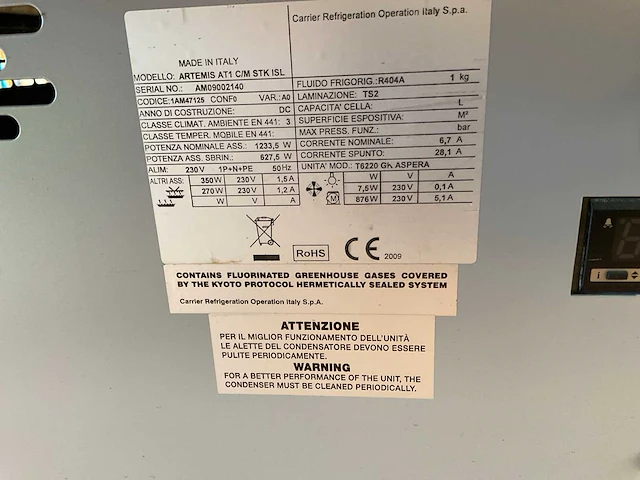 Carrier Refrigeration Operation Italy S.p.a.
MADE IN ITALY
MODELLO: ARTEMIS AT1 C/M STK ISL
SERIAL NO.: AM09002140
CODICE: 1AM47125 CONF0 VAR.: A0
ANNO DI COSTRUZIONE: DC
CLASSE CLIMAT. AMBIENTE EN 441: 3
CLASSE TEMPER. MOBILE EN 441:
POTENZA NOMINALE ASS.: 1233,5 W
POTENZA ASS. SBRIN.: 627,5 W
ALIM: 230 V 1P+N+PE 50Hz
ALTRI ASS: 350 W 230 V 1,5 A
270 W 230 V 1,2 A
W V A
FLUIDO FRIGORIG.: R404A 1 kg
LAMINAZIONE: TS2
CAPACITA' CELLA: L
SUPERFICIE ESPOSITIVA: M²
MAX PRESS. FUNZ.: bar
CORRENTE NOMINALE: 6,7 A
CORRENTE SPUNTO: 28,1 A
UNITA' MOD.: T6220 GK ASPERA
W V A
7,5W 230 V 0,1 A
M 876W 230 V 5,1 A
RoHS CE 2009
CONTAINS FLUORINATED GREENHOUSE GASES COVERED
BY THE KYOTO PROTOCOL HERMETICALLY SEALED SYSTEM
Carrier Refrigeration Operation Italy S.p.A.
ATTENZIONE
PER IL MIGLIOR FUNZIONAMENTO DELL'UNITÀ
LE ALETTE DEL CONDENSATORE DEVONO ESSERE
PULITE PERIODICAMENTE.
WARNING
FOR A BETTER PERFORMANCE OF THE UNIT, THE
CONDENSER MUST BE CLEANED PERIODICALLY.
i